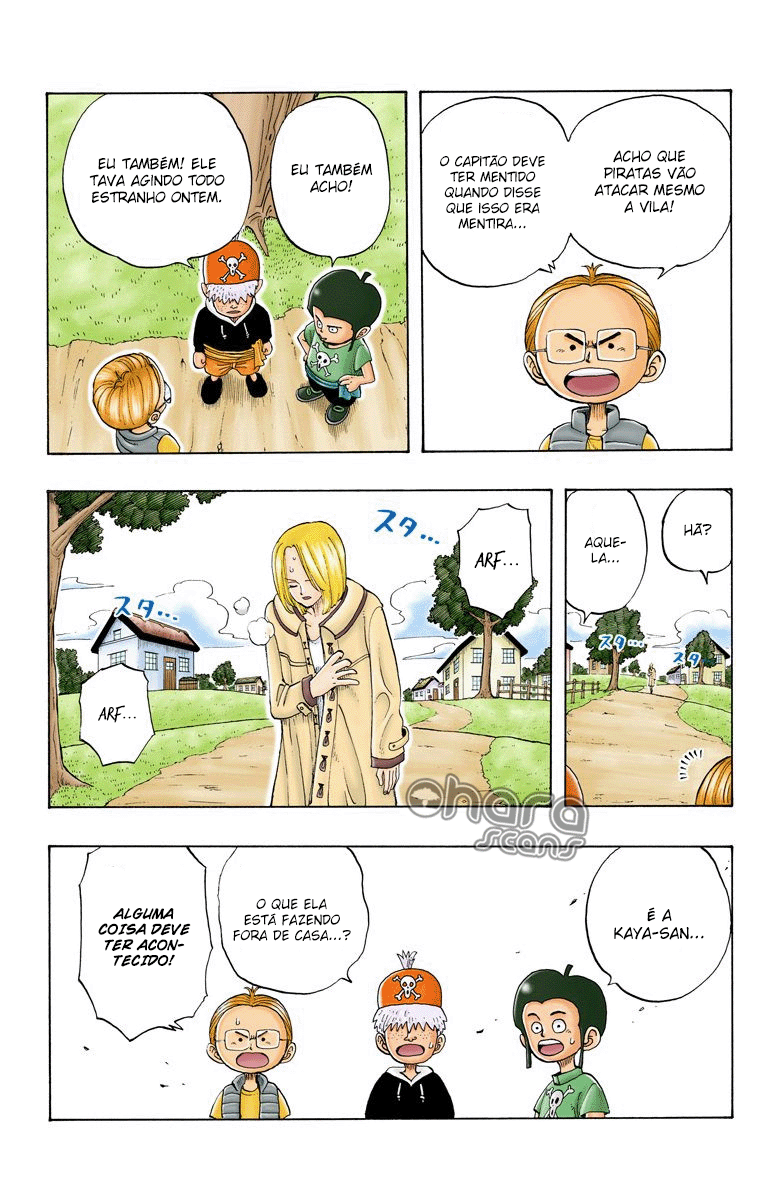 ACHO QUE
PIRATAS VÃO
ATACAR MESMO
A VILA!
O CAPITÃO DEVE
TER MENTIDO
QUANDO DISSE
QUE ISSO ERA
MENTIRA...
EU TAMBÉM
ACHO!
EU TAMBÉM! ELE
TAVA AGINDO TODO
ESTRANHO ONTEM.
HÃ?
AQUE-
LA...
スタ...
スタ...
ARF...
スタ...
スタ...
ARF...
ohara
scans
É A
KAYA-SAN...
O QUE ELA
ESTÁ FAZENDO
FORA DE CASA...?
ALGUMA
COISA DEVE
TER ACON-
TECIDO!